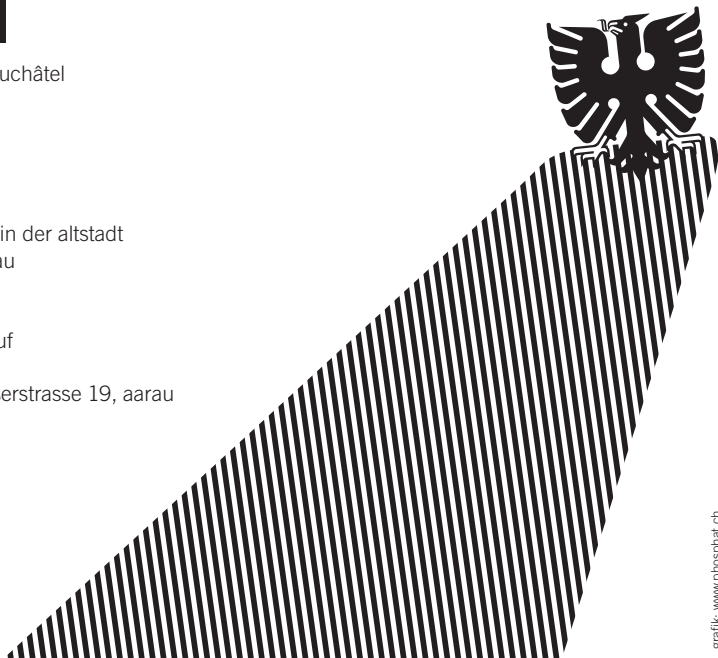 uchâtel
in der altstadt
au
uf
erstrasse 19, aarau
grafik: www.phosphat.ch